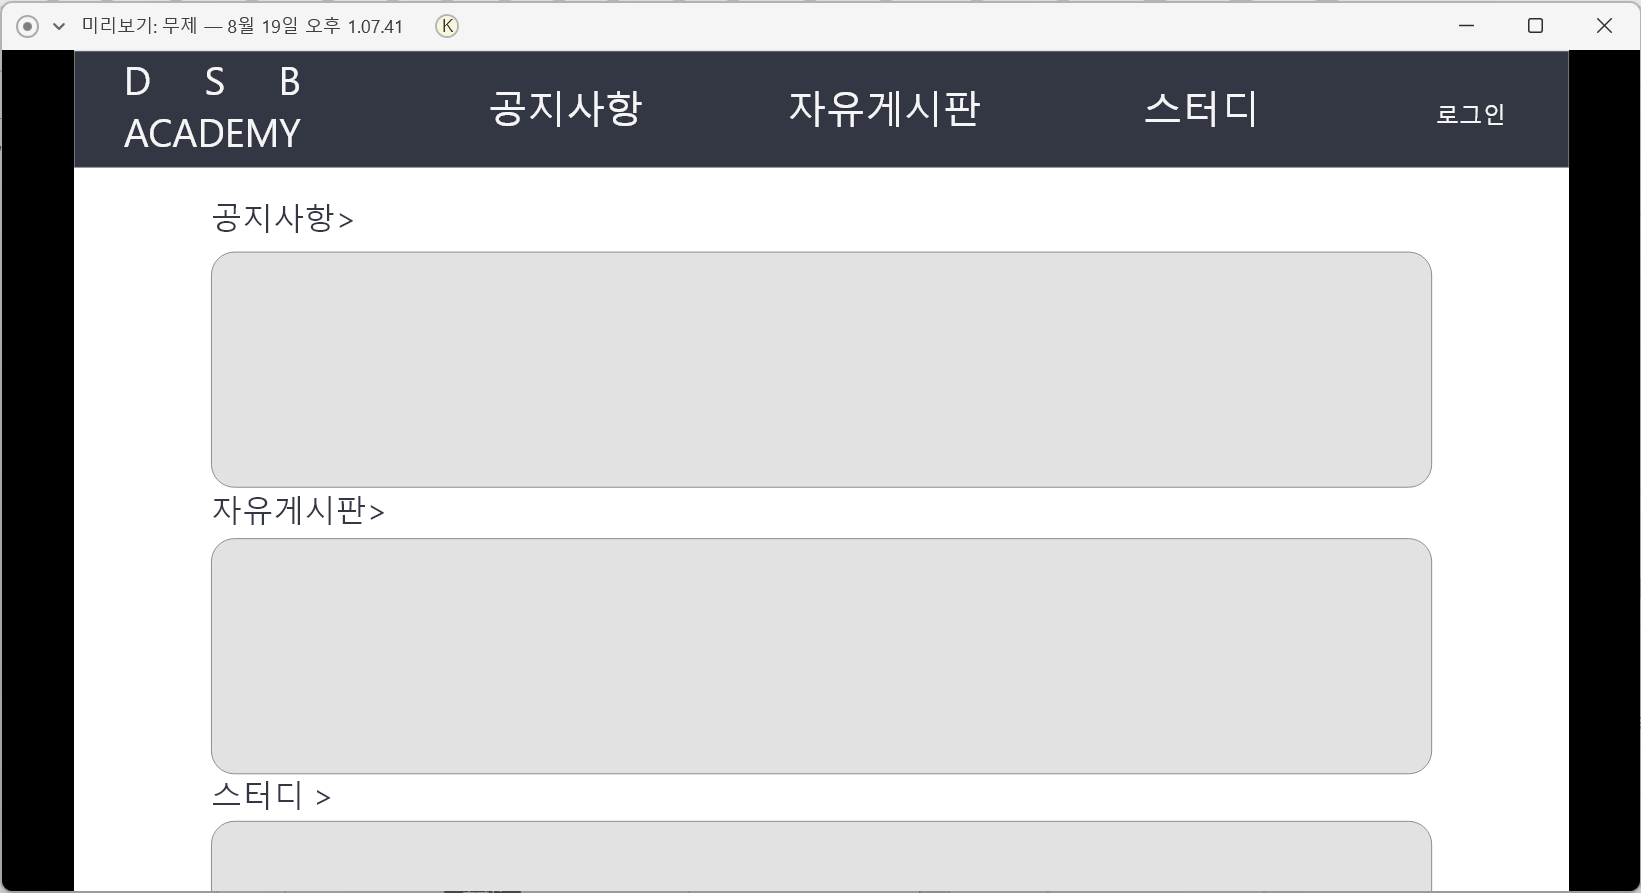 미리보기: 무제 — 8월 19일 오후 1.07.41 K
D S B
ACADEMY
공지사항 자유게시판 스터디 로그인
공지사항>
자유게시판>
스터디 >